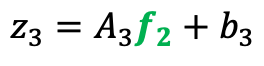 z₃ = A₃f₂ + b₃